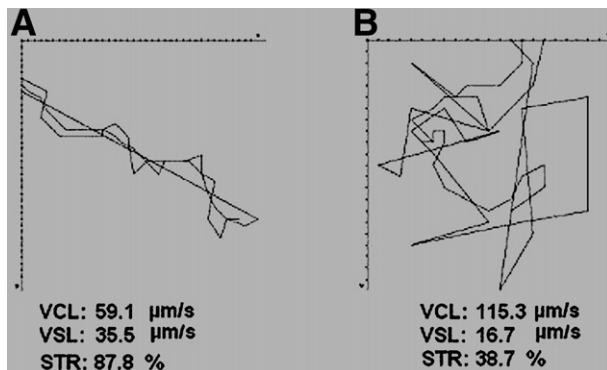 A
B
VCL: 59.1 µm/s
VSL: 35.5 µm/s
STR: 87.8 %
VCL: 115.3 µm/s
VSL: 16.7 µm/s
STR: 38.7 %